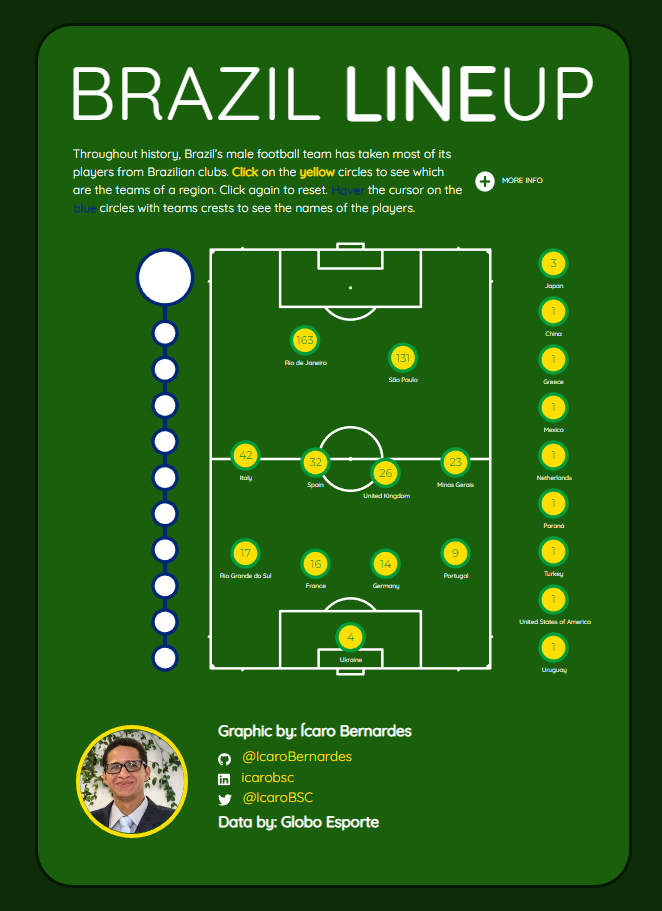 BRAZIL LINEUP
Throughout history, Brazil's male football team has taken most of its
players from Brazilian clubs. Click on the yellow circles to see which
are the teams of a region. Click again to reset. Hover the cursor on the
blue circles with teams crests to see the names of the players.
MORE INFO
163
Rio de Janeiro
131
São Paulo
42
Italy
32
Spain
26
United Kingdom
23
Minas Gerais
17
Rio Grande do Sul
16
France
14
Germany
9
Portugal
4
Ukraine
3
Japan
1
China
1
Greece
1
Mexico
1
Netherlands
1
Paraná
1
Turkey
1
United States of America
1
Uruguay
Graphic by: Ícaro Bernardes
@IcaroBernardes
icarobsc
@IcaroBSC
Data by: Globo Esporte